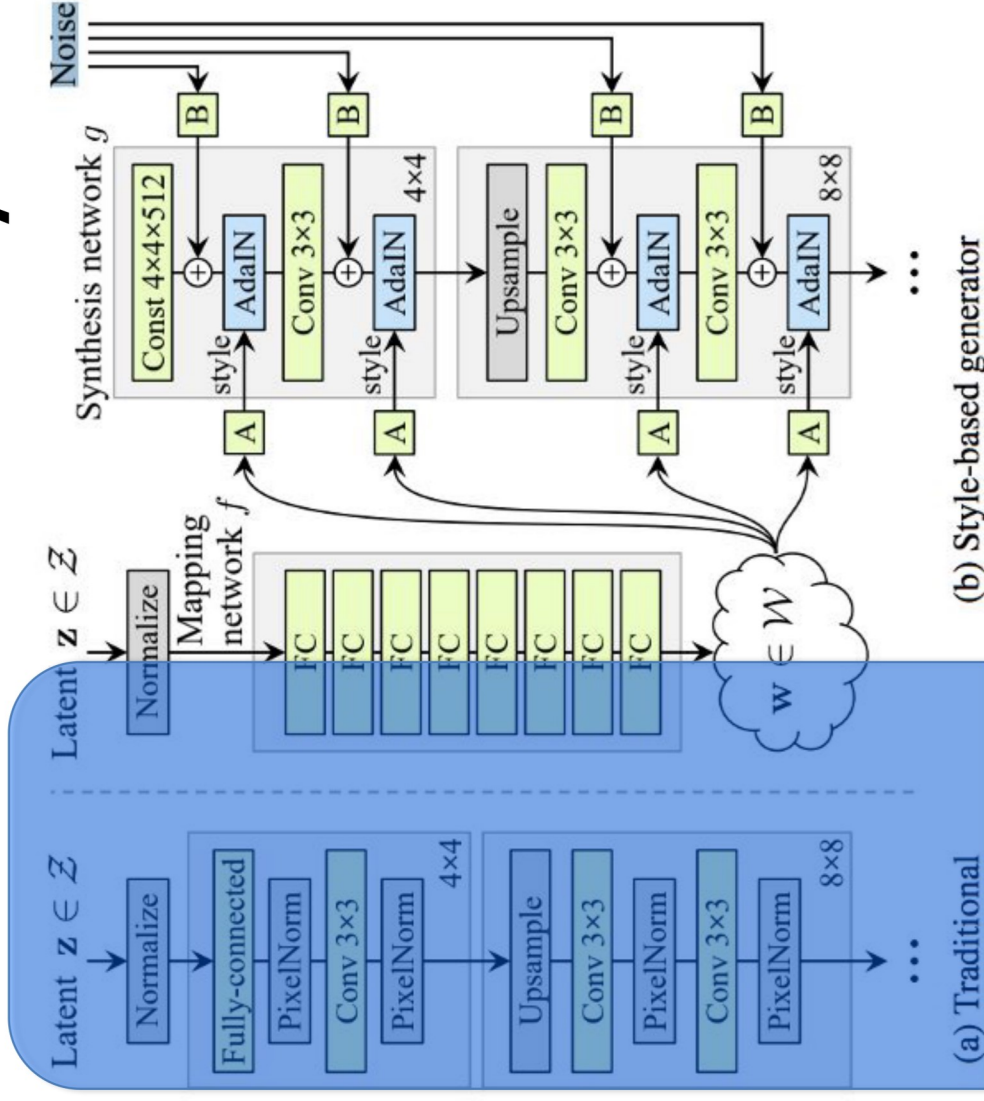 Latent z ∈ 𝒵
Normalize
Fully-connected
PixelNorm
Conv 3×3
PixelNorm
4×4
Upsample
Conv 3×3
PixelNorm
Conv 3×3
PixelNorm
8×8
...
(a) Traditional
Latent z ∈ 𝒵
Normalize
Mapping
network f
FC
FC
FC
FC
FC
FC
FC
FC
w ∈ 𝒲
Noise
Synthesis network g
Const 4×4×512
B
A
style
AdaIN
Conv 3×3
B
A
style
AdaIN
4×4
Upsample
Conv 3×3
B
A
style
AdaIN
Conv 3×3
B
A
style
AdaIN
8×8
...
(b) Style-based generator